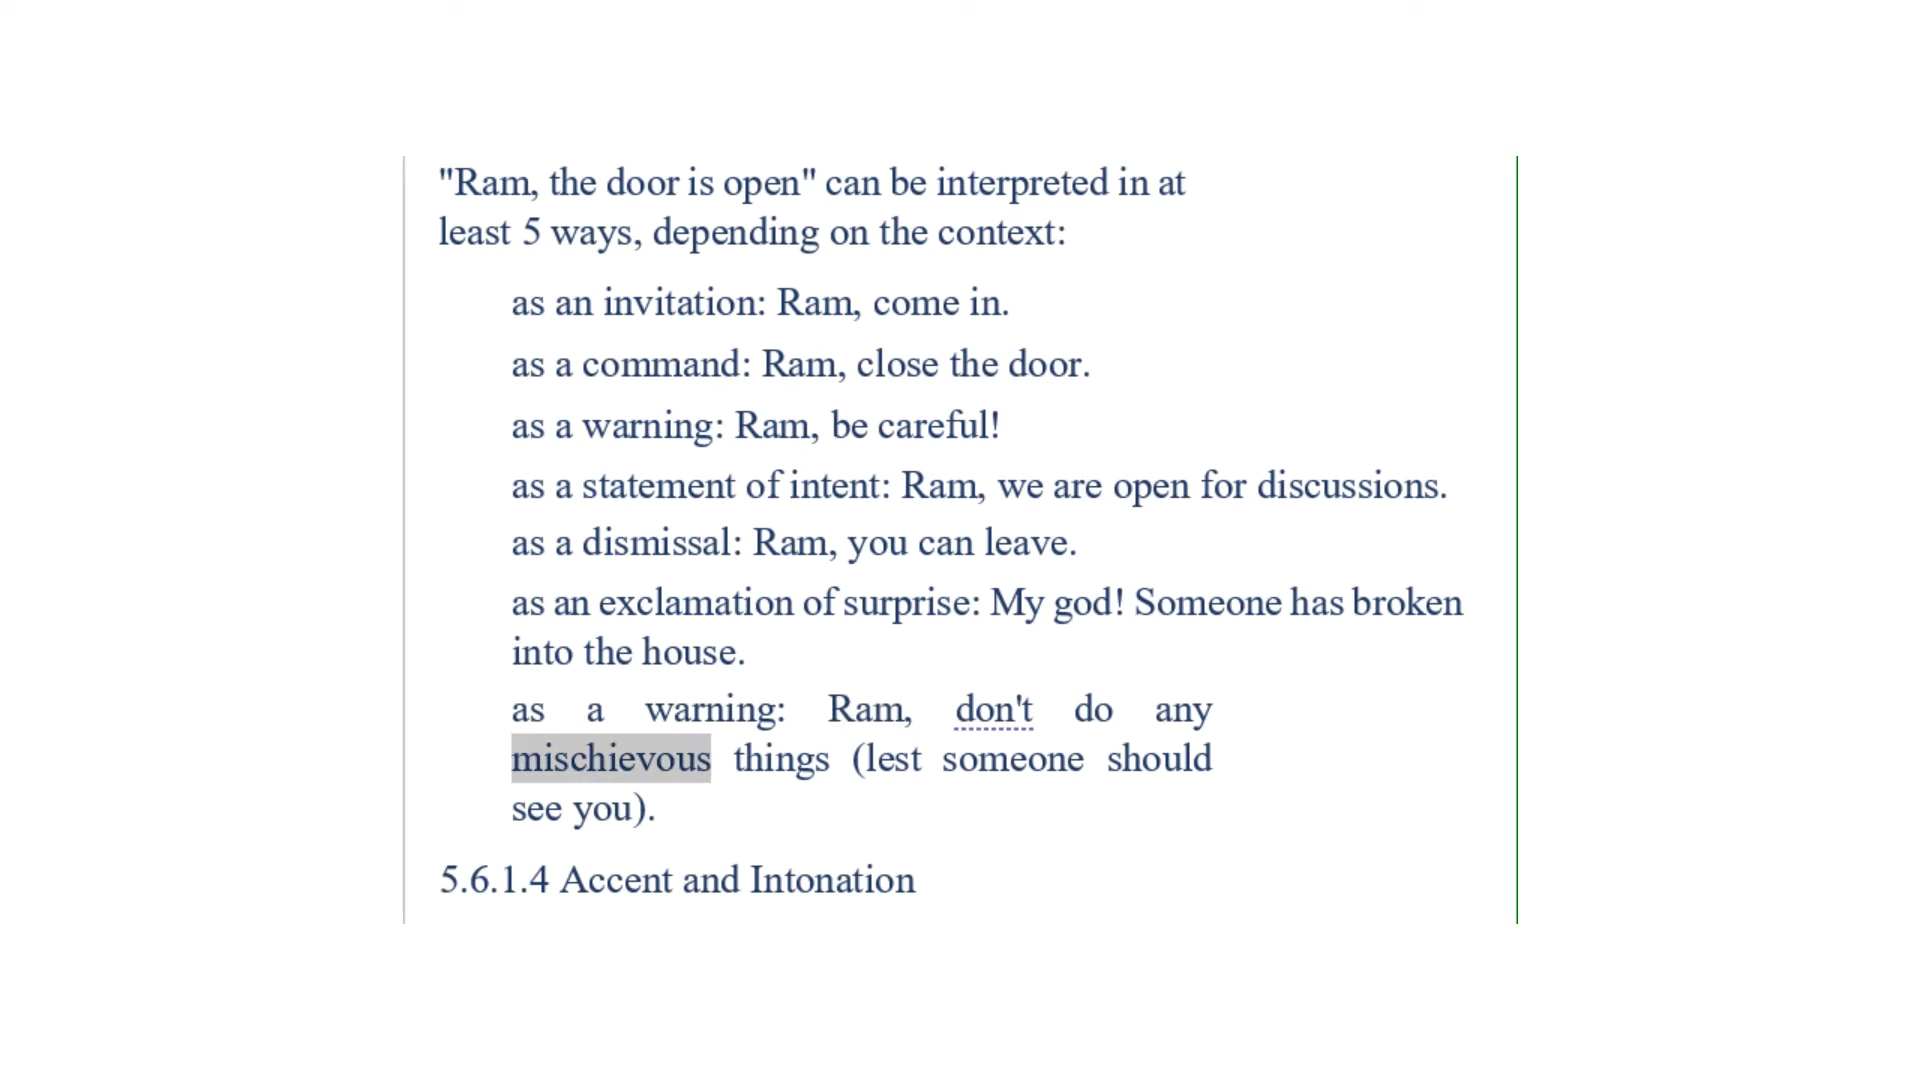 "Ram, the door is open" can be interpreted in at
least 5 ways, depending on the context:
as an invitation: Ram, come in.
as a command: Ram, close the door.
as a warning: Ram, be careful!
as a statement of intent: Ram, we are open for discussions.
as a dismissal: Ram, you can leave.
as an exclamation of surprise: My god! Someone has broken
into the house.
as a warning: Ram, don't do any
mischievous things (lest someone should
see you).
5.6.1.4 Accent and Intonation